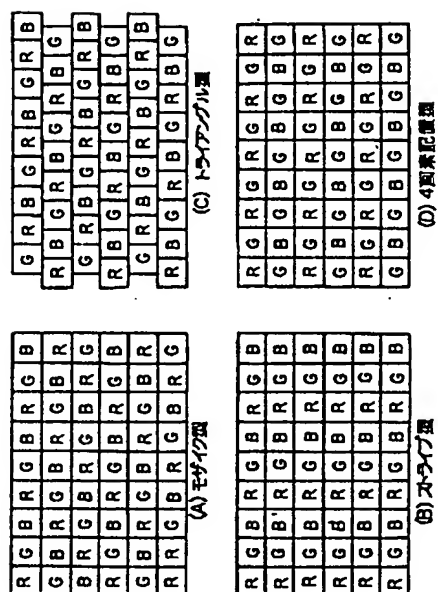 R G B R G B R G B
G B R G B R G B R
B R G B R G B R G
R G B R G B R G B
G B R G B R G B R
B R G B R G B R G
(A) モザイク型
G R B G R B G R B
R B G R B G R B G
G R B G R B G R B
R B G R B G R B G
G R B G R B G R B
R B G R B G R B G
(C) トライアングル型
R G B R G B R G B
R G B R G B R G B
R G B R G B R G B
R G B R G B R G B
R G B R G B R G B
R G B R G B R G B
(B) ストライプ型
R G R G R G R G R
G B G B G B G B G
R G R G R G R G R
G B G B G B G B G
R G R G R G R G R
G B G B G B G B G
(D) 4画素配置型